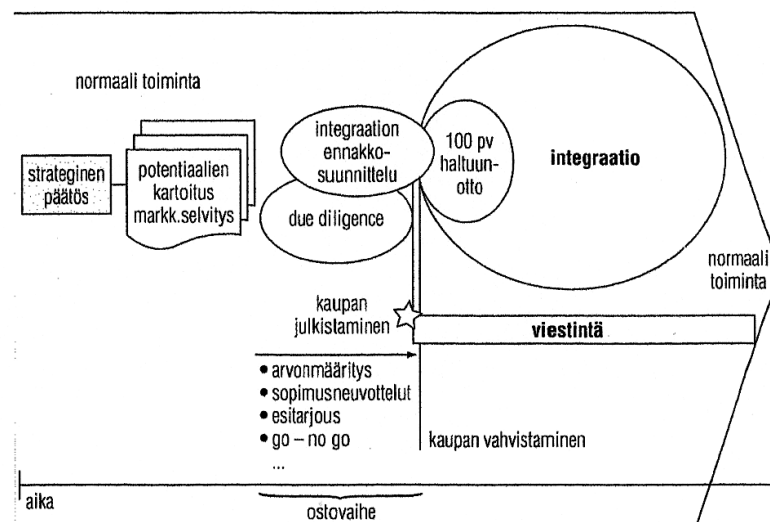 normaali toiminta
strateginen
päätös
potentiaalien
kartoitus
markk.selvitys
integraation
ennakko-
suunnittelu
due diligence
100 pv
haltuun-
otto
integraatio
normaali
toiminta
kaupan
julkistaminen
viestintä
• arvonmääritys
• sopimusneuvottelut
• esitarjous
• go – no go
...
kaupan vahvistaminen
aika
ostovaihe